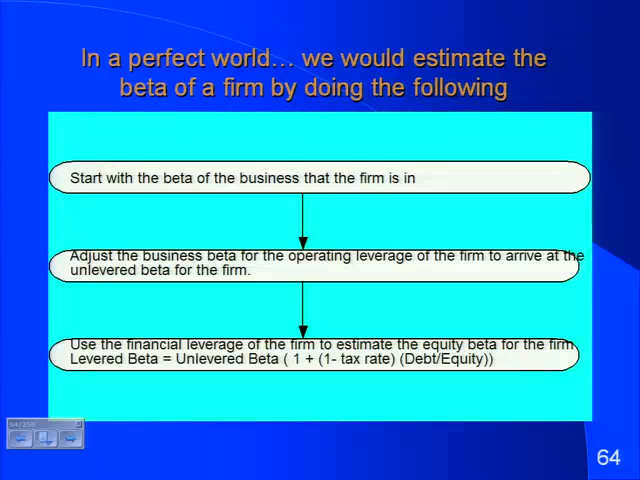 In a perfect world… we would estimate the
beta of a firm by doing the following
Start with the beta of the business that the firm is in
Adjust the business beta for the operating leverage of the firm to arrive at the
unlevered beta for the firm.
Use the financial leverage of the firm to estimate the equity beta for the firm
Levered Beta = Unlevered Beta ( 1 + (1- tax rate) (Debt/Equity))
64